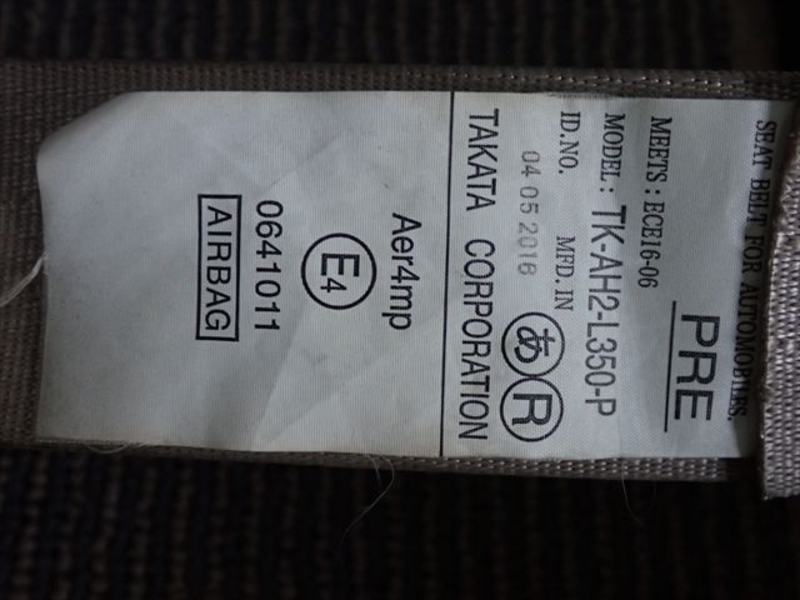 SEAT BELT FOR AUTOMOBILES.
PRE
MEETS : ECE16-06
MODEL : TK-AH2-L350-P
ID.NO. MFD. IN
04 05 2016 あ R
TAKATA CORPORATION
Aer4mp
E4
0641011
AIRBAG